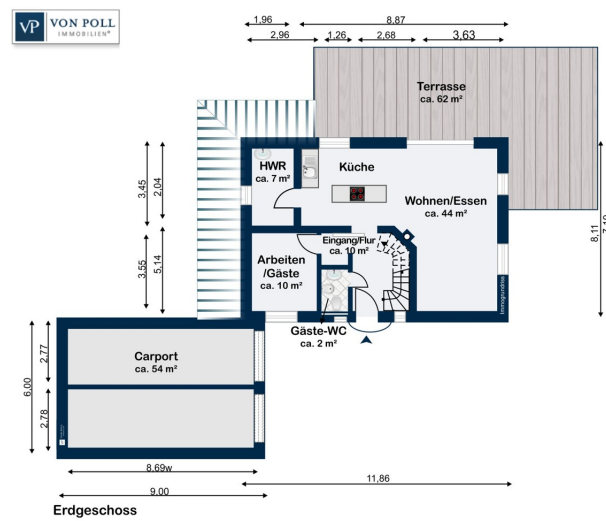 VP VON POLL
IMMOBILIEN®
1,96
8,87
2,96
1,26
2,68
3,63
Terrasse
ca. 62 m²
HWR
ca. 7 m²
Küche
Wohnen/Essen
ca. 44 m²
3,45
2,04
8,11
7,19
Eingang/Flur
ca. 10 m²
Arbeiten
/Gäste
ca. 10 m²
3,55
5,14
Immogrundriss
Gäste-WC
ca. 2 m²
Carport
ca. 54 m²
6,00
2,77
2,78
8,69w
9,00
11,86
Erdgeschoss